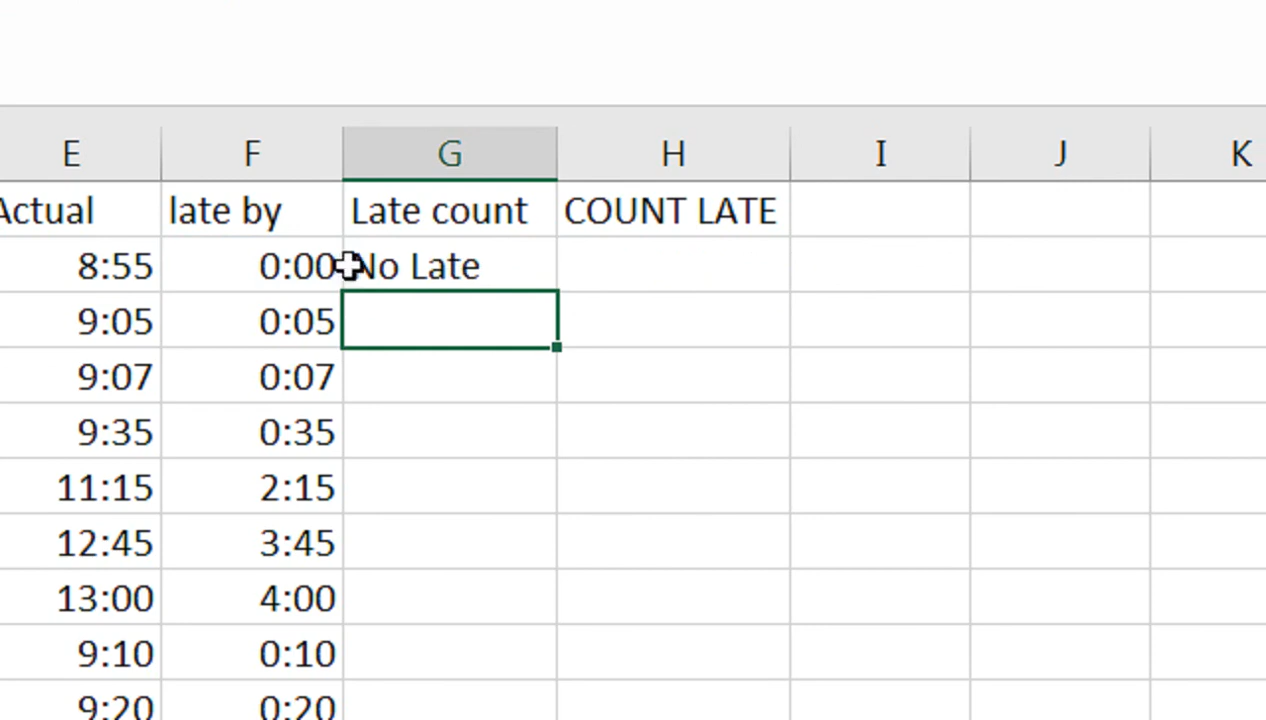 E F G H I J K
Actual late by Late count COUNT LATE
8:55 0:00 No Late
9:05 0:05
9:07 0:07
9:35 0:35
11:15 2:15
12:45 3:45
13:00 4:00
9:10 0:10
9:20 0:20